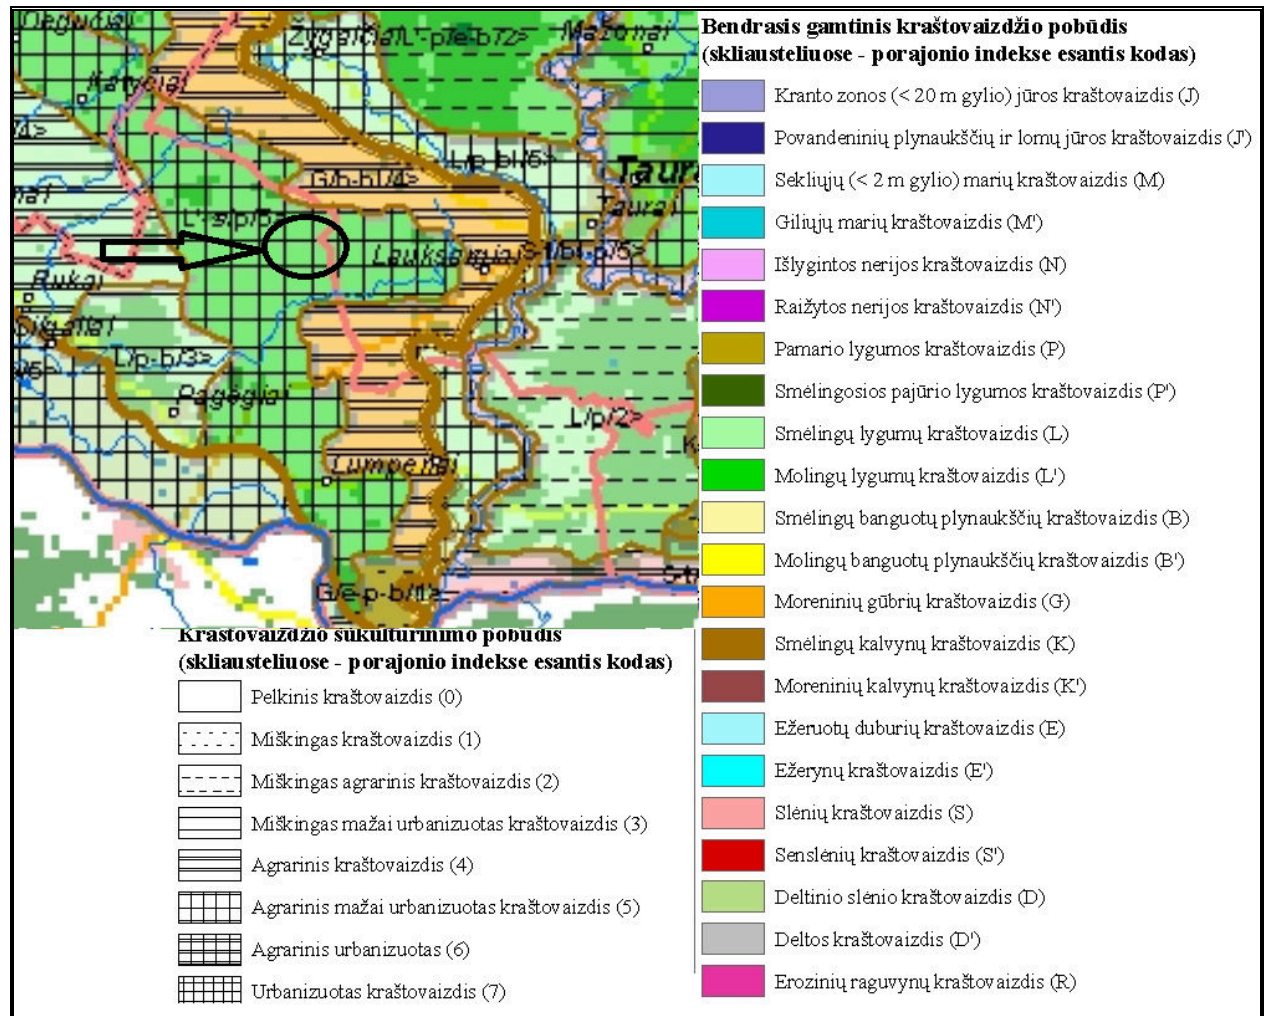 Katyčiai
Žygaičiai
L'-p/e-b/2>
Mažonai
L/p-bl/5>
G/b-bl/4>
Taura
Taurai
L'-s/p/5>
Lauksargiai
Rukai
L/p-b/3>
Pagėgiai
L/p/2>
Lumpėnai
G/e-p-b/1>
Bendrasis gamtinis kraštovaizdžio pobūdis
(skliausteliuose - porajonio indekse esantis kodas)
Kranto zonos (< 20 m gylio) jūros kraštovaizdis (J)
Povandeninių plynaukščių ir lomų jūros kraštovaizdis (J')
Sekliųjų (< 2 m gylio) marių kraštovaizdis (M)
Giliųjų marių kraštovaizdis (M')
Išlygintos nerijos kraštovaizdis (N)
Raižytos nerijos kraštovaizdis (N')
Pamario lygumos kraštovaizdis (P)
Smėlingosios pajūrio lygumos kraštovaizdis (P')
Smėlingų lygumų kraštovaizdis (L)
Molingų lygumų kraštovaizdis (L')
Smėlingų banguotų plynaukščių kraštovaizdis (B)
Molingų banguotų plynaukščių kraštovaizdis (B')
Moreninių gūbrių kraštovaizdis (G)
Smėlingų kalvynų kraštovaizdis (K)
Moreninių kalvynų kraštovaizdis (K')
Ežeruotų duburių kraštovaizdis (E)
Ežerynų kraštovaizdis (E')
Slėnių kraštovaizdis (S)
Senslėnių kraštovaizdis (S')
Deltinio slėnio kraštovaizdis (D)
Deltos kraštovaizdis (D')
Erozinių raguvynų kraštovaizdis (R)
Kraštovaizdžio sukultūrinimo pobūdis
(skliausteliuose - porajonio indekse esantis kodas)
Pelkinis kraštovaizdis (0)
Miškingas kraštovaizdis (1)
Miškingas agrarinis kraštovaizdis (2)
Miškingas mažai urbanizuotas kraštovaizdis (3)
Agrarinis kraštovaizdis (4)
Agrarinis mažai urbanizuotas kraštovaizdis (5)
Agrarinis urbanizuotas (6)
Urbanizuotas kraštovaizdis (7)